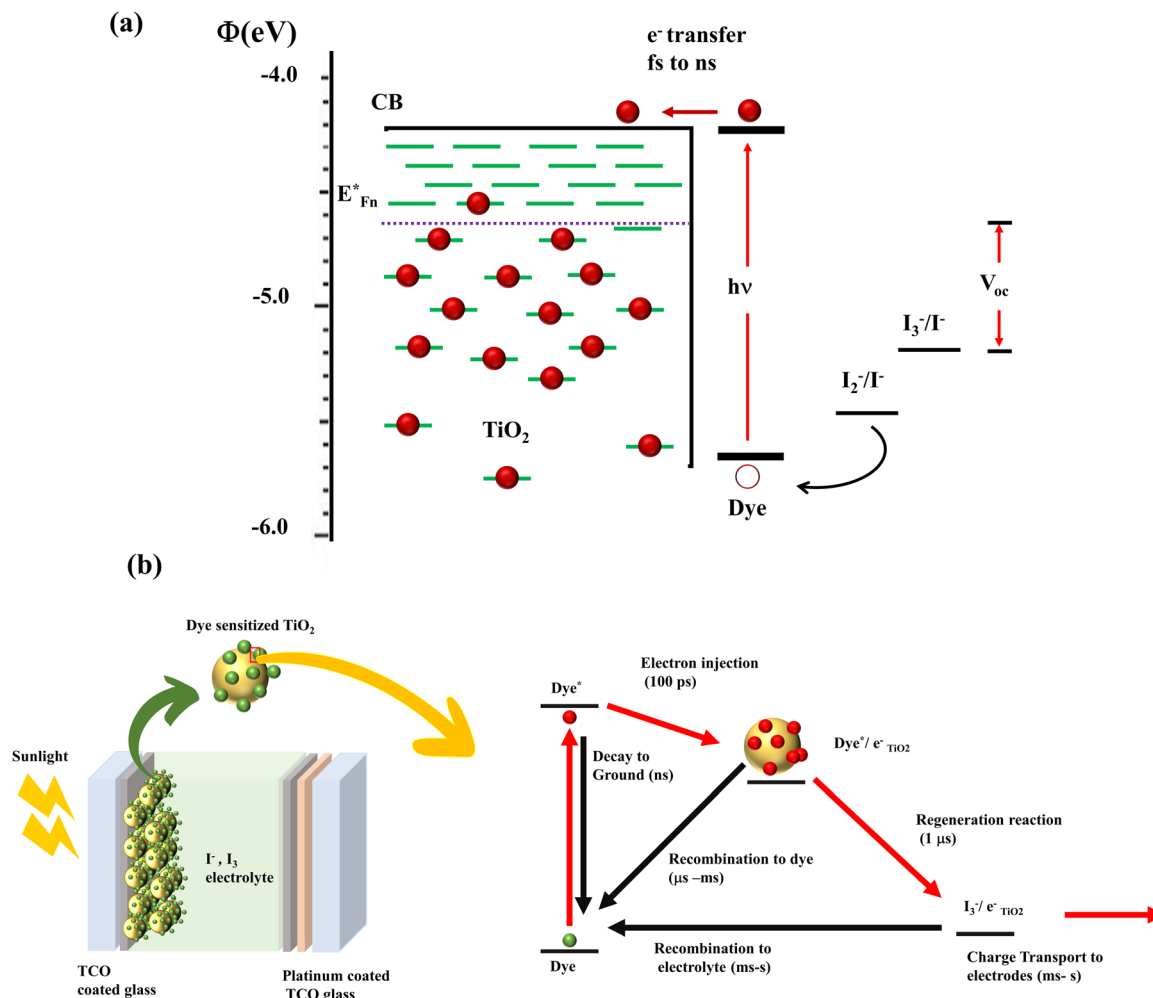 (a)
Φ(eV)
-4.0
-5.0
-6.0
CB
E*Fn
TiO2
e- transfer
fs to ns
hν
Dye
I2-/I-
I3-/I-
Voc
(b)
Dye sensitized TiO2
Sunlight
I- , I3
electrolyte
TCO
coated glass
Platinum coated
TCO glass
Dye*
Electron injection
(100 ps)
Decay to
Ground (ns)
Dye*/ e- TiO2
Regeneration reaction
(1 μs)
Recombination to dye
(μs –ms)
I3-/ e- TiO2
Dye
Recombination to
electrolyte (ms-s)
Charge Transport to
electrodes (ms- s)